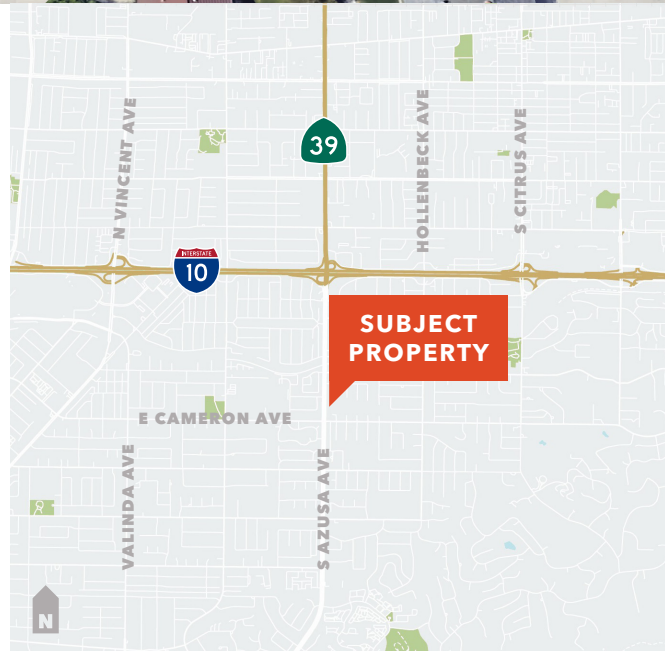 N VINCENT AVE
39
HOLLENBECK AVE
S CITRUS AVE
INTERSTATE
10
SUBJECT
PROPERTY
E CAMERON AVE
VALINDA AVE
S AZUSA AVE
N